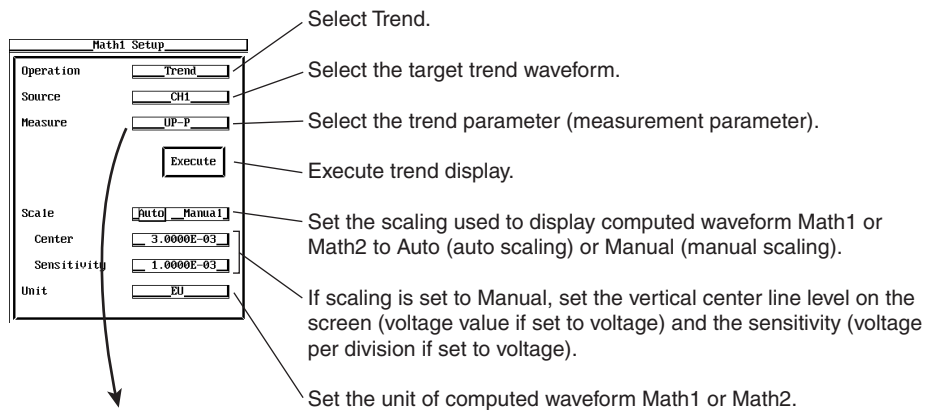 Select Trend.
Math1 Setup
Operation Trend
Select the target trend waveform.
Source CH1
Measure UP-P
Select the trend parameter (measurement parameter).
Execute
Execute trend display.
Scale Auto Manual
Set the scaling used to display computed waveform Math1 or
Math2 to Auto (auto scaling) or Manual (manual scaling).
Center 3.0000E-03
Sensitivity 1.0000E-03
Unit EU
If scaling is set to Manual, set the vertical center line level on the
screen (voltage value if set to voltage) and the sensitivity (voltage
per division if set to voltage).
Set the unit of computed waveform Math1 or Math2.